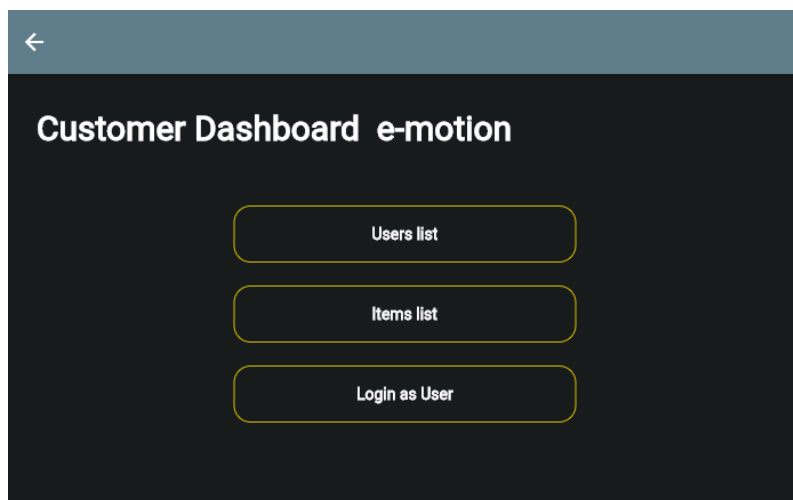 Customer Dashboard e-motion
Users list
Items list
Login as User